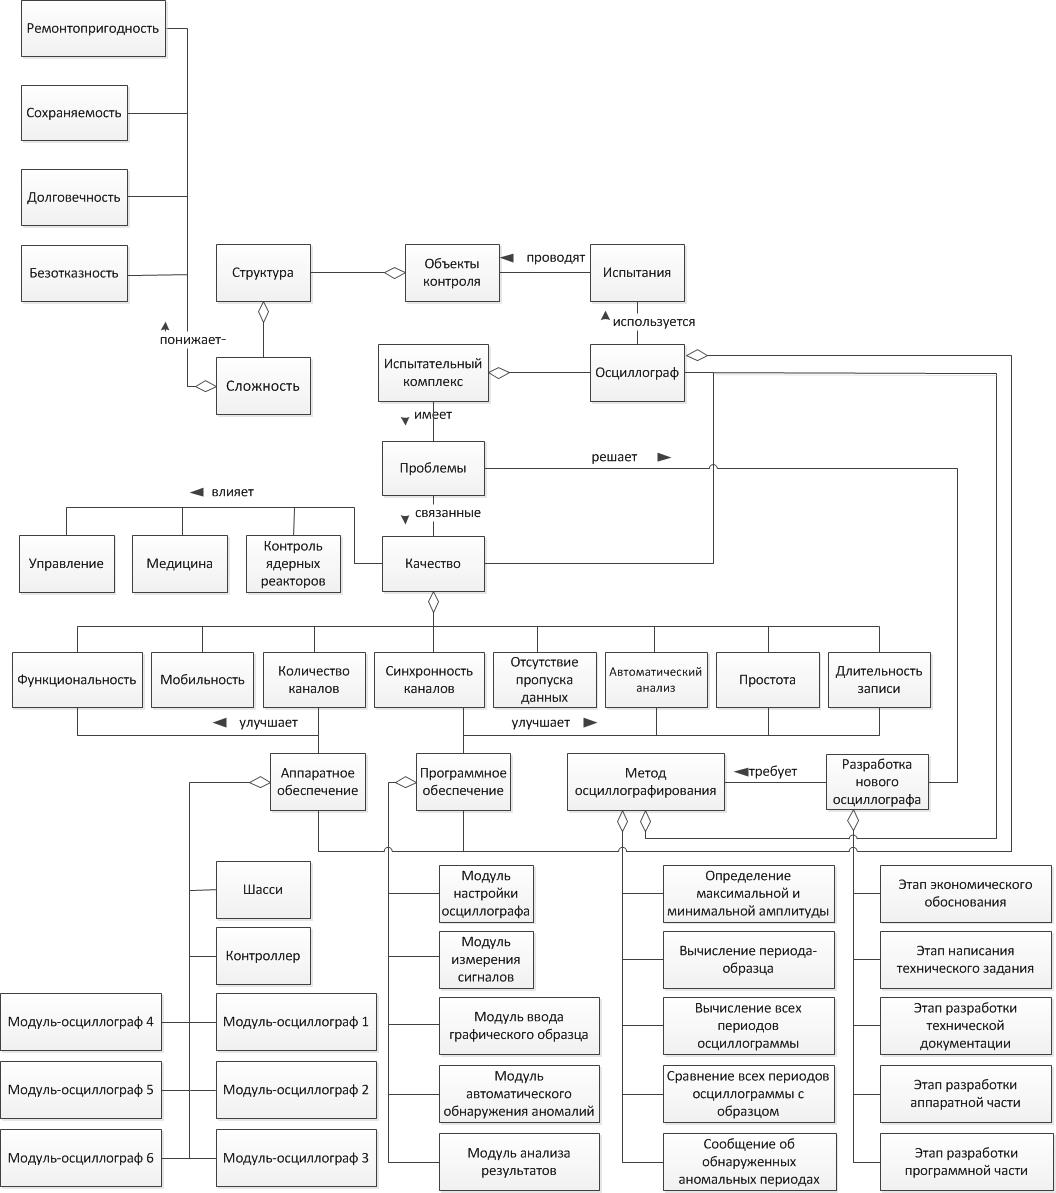 Ремонтопригодность
Сохраняемость
Долговечность
Безотказность
Структура
Объекты
контроля
проводят
Испытания
понижает-
используется
Сложность
Испытательный
комплекс
Осциллограф
имеет
Проблемы
решает
влияет
связанные
Управление
Медицина
Контроль
ядерных
реакторов
Качество
Функциональность
Мобильность
Количество
каналов
Синхронность
каналов
Отсутствие
пропуска
данных
Автоматический
анализ
Простота
Длительность
записи
улучшает
улучшает
Аппаратное
обеспечение
Программное
обеспечение
Метод
осциллографирования
требует
Разработка
нового
осциллографа
Шасси
Контроллер
Модуль-осциллограф 4
Модуль-осциллограф 1
Модуль-осциллограф 5
Модуль-осциллограф 2
Модуль-осциллограф 6
Модуль-осциллограф 3
Модуль
настройки
осциллографа
Модуль
измерения
сигналов
Модуль ввода
графического образца
Модуль
автоматического
обнаружения аномалий
Модуль анализа
результатов
Определение
максимальной и
минимальной амплитуды
Вычисление периода-
образца
Вычисление всех
периодов
осциллограммы
Сравнение всех периодов
осциллограммы с
образцом
Сообщение об
обнаруженных
аномальных периодах
Этап экономического
обоснования
Этап написания
технического задания
Этап разработки
технической
документации
Этап разработки
аппаратной части
Этап разработки
программной части